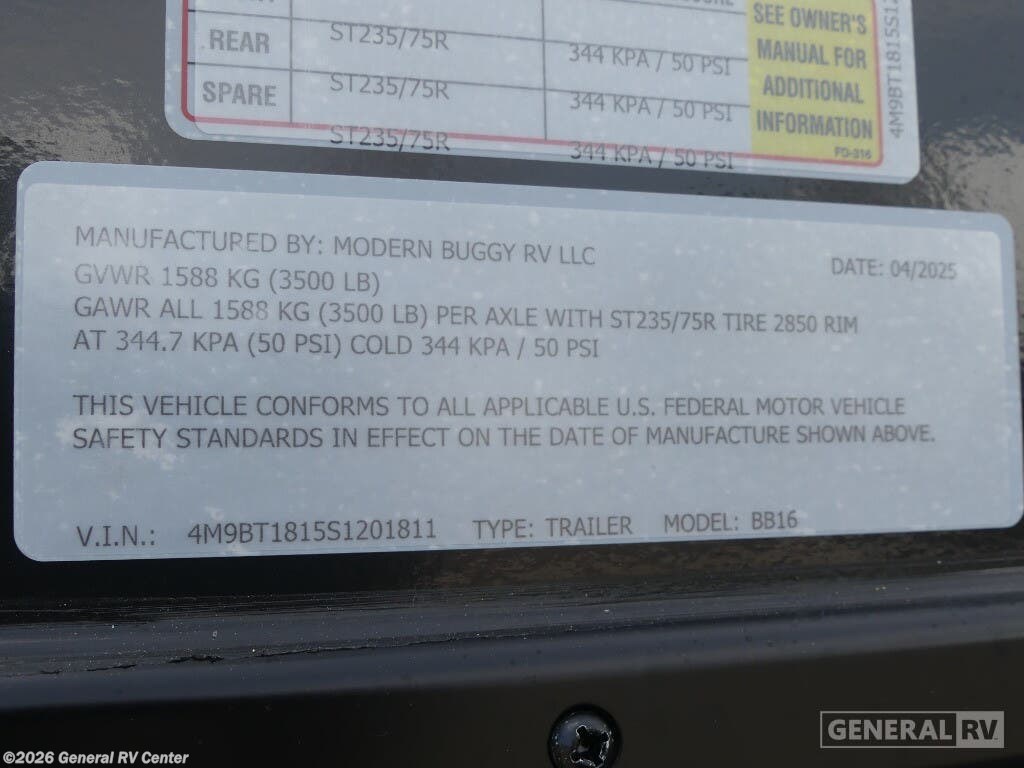 SEE OWNER'S
REAR ST235/75R 344 KPA / 50 PSI MANUAL FOR
SPARE ST235/75R 344 KPA / 50 PSI ADDITIONAL
ST235/75R 344 KPA / 50 PSI INFORMATION
FD-316
4M9BT1815S12
MANUFACTURED BY: MODERN BUGGY RV LLC DATE: 04/2025
GVWR 1588 KG (3500 LB)
GAWR ALL 1588 KG (3500 LB) PER AXLE WITH ST235/75R TIRE 2850 RIM
AT 344.7 KPA (50 PSI) COLD 344 KPA / 50 PSI
THIS VEHICLE CONFORMS TO ALL APPLICABLE U.S. FEDERAL MOTOR VEHICLE
SAFETY STANDARDS IN EFFECT ON THE DATE OF MANUFACTURE SHOWN ABOVE.
V.I.N.: 4M9BT1815S1201811 TYPE: TRAILER MODEL: BB16
GENERAL RV
©2026 General RV Center